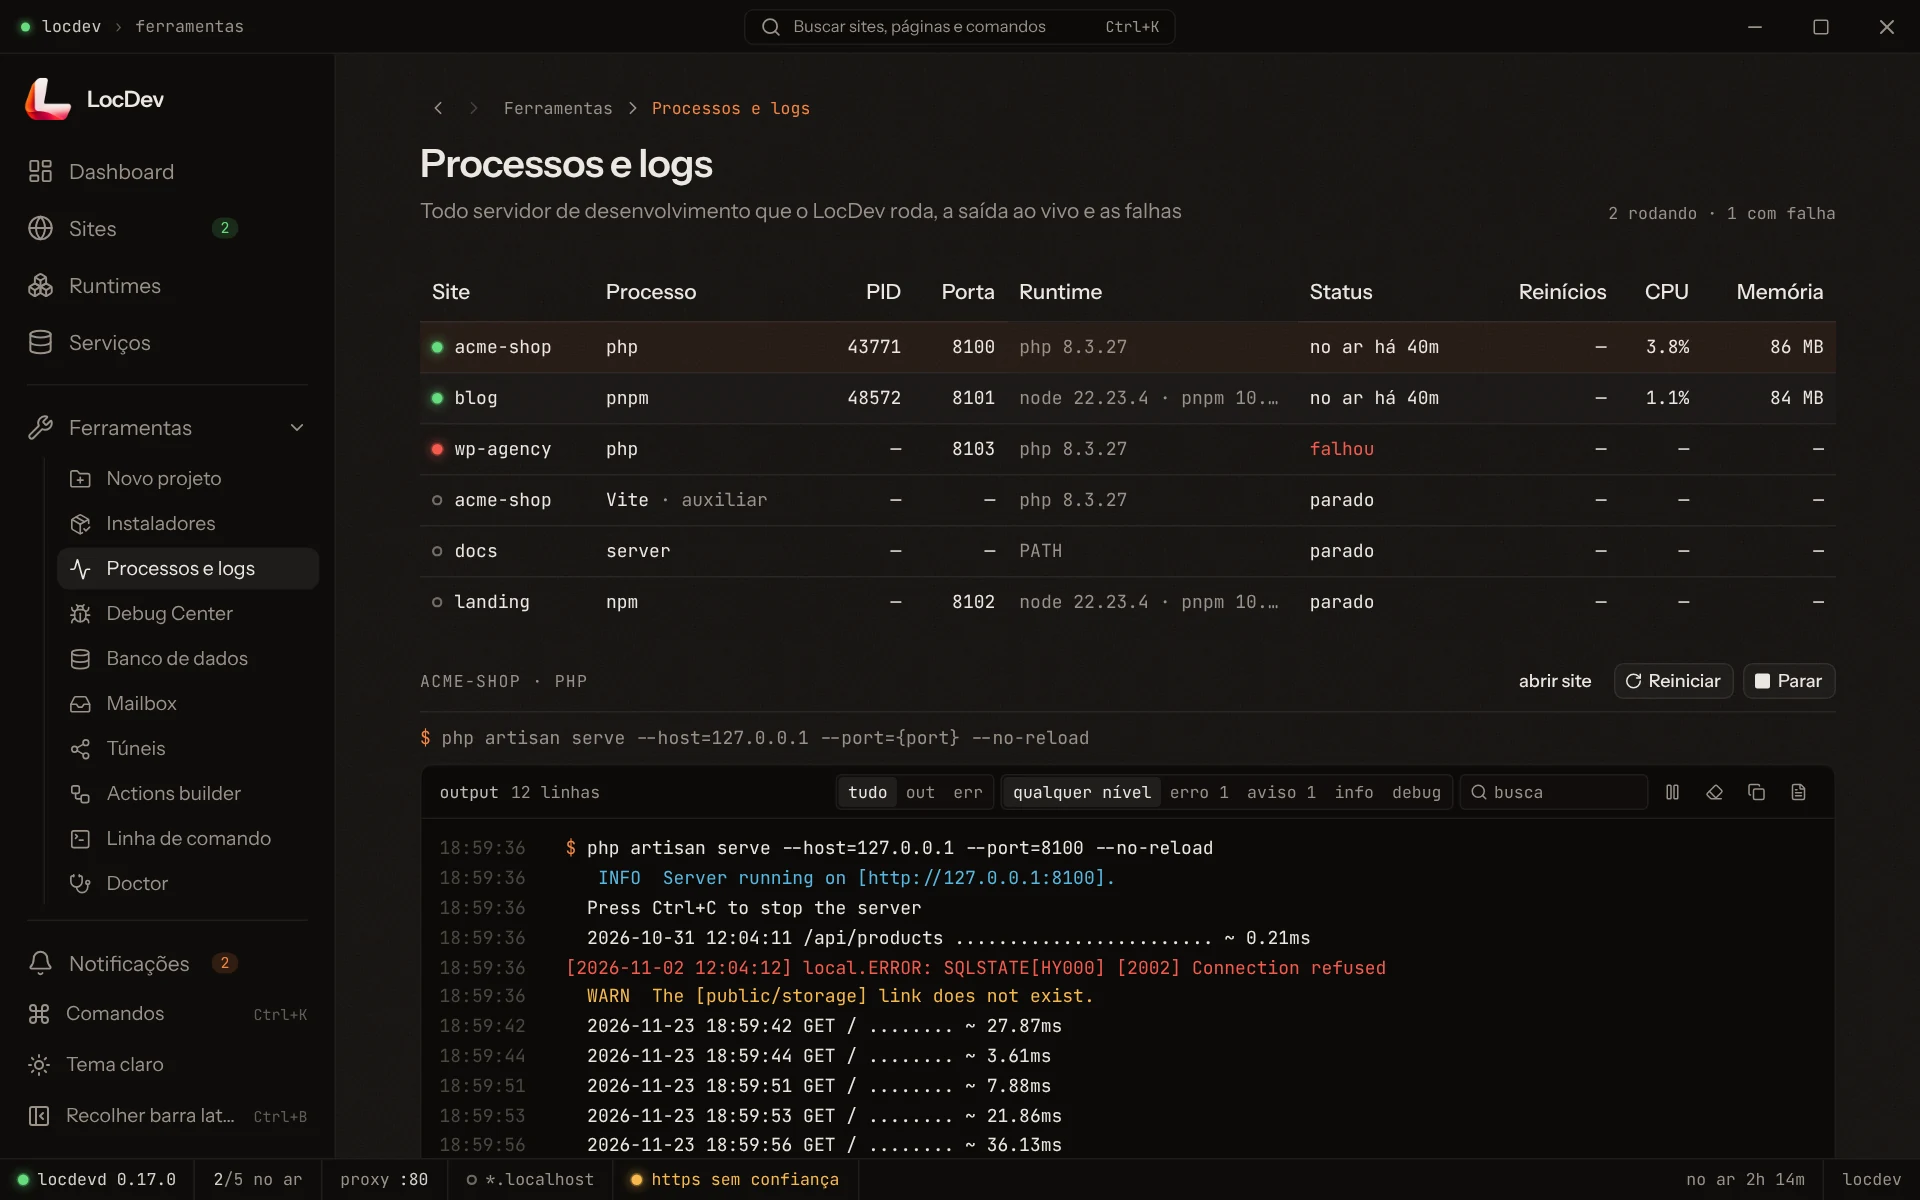 locdev › ferramentas
Buscar sites, páginas e comandos Ctrl+K
LocDev
Dashboard
Sites 2
Runtimes
Serviços
Ferramentas
Novo projeto
Instaladores
Processos e logs
Debug Center
Banco de dados
Mailbox
Túneis
Actions builder
Linha de comando
Doctor
Notificações 2
Comandos Ctrl+K
Tema claro
Recolher barra lat... Ctrl+B
Ferramentas > Processos e logs
Processos e logs
Todo servidor de desenvolvimento que o LocDev roda, a saída ao vivo e as falhas
2 rodando · 1 com falha
Site Processo PID Porta Runtime Status Reinícios CPU Memória
acme-shop php 43771 8100 php 8.3.27 no ar há 40m — 3.8% 86 MB
blog pnpm 48572 8101 node 22.23.4 · pnpm 10.… no ar há 40m — 1.1% 84 MB
wp-agency php — 8103 php 8.3.27 falhou — — —
acme-shop Vite · auxiliar — — php 8.3.27 parado — — —
docs server — — PATH parado — — —
landing npm — 8102 node 22.23.4 · pnpm 10.… parado — — —
ACME-SHOP · PHP
abrir site Reiniciar Parar
$ php artisan serve --host=127.0.0.1 --port={port} --no-reload
output 12 linhas tudo out err qualquer nível erro 1 aviso 1 info debug busca
18:59:36 $ php artisan serve --host=127.0.0.1 --port=8100 --no-reload
18:59:36 INFO Server running on [http://127.0.0.1:8100].
18:59:36 Press Ctrl+C to stop the server
18:59:36 2026-10-31 12:04:11 /api/products ........................ ~ 0.21ms
18:59:36 [2026-11-02 12:04:12] local.ERROR: SQLSTATE[HY000] [2002] Connection refused
18:59:36 WARN The [public/storage] link does not exist.
18:59:42 2026-11-23 18:59:42 GET / ........ ~ 27.87ms
18:59:44 2026-11-23 18:59:44 GET / ........ ~ 3.61ms
18:59:51 2026-11-23 18:59:51 GET / ........ ~ 7.88ms
18:59:53 2026-11-23 18:59:53 GET / ........ ~ 21.86ms
18:59:56 2026-11-23 18:59:56 GET / ........ ~ 36.13ms
locdevd 0.17.0 2/5 no ar proxy :80 *.localhost https sem confiança no ar 2h 14m locdev